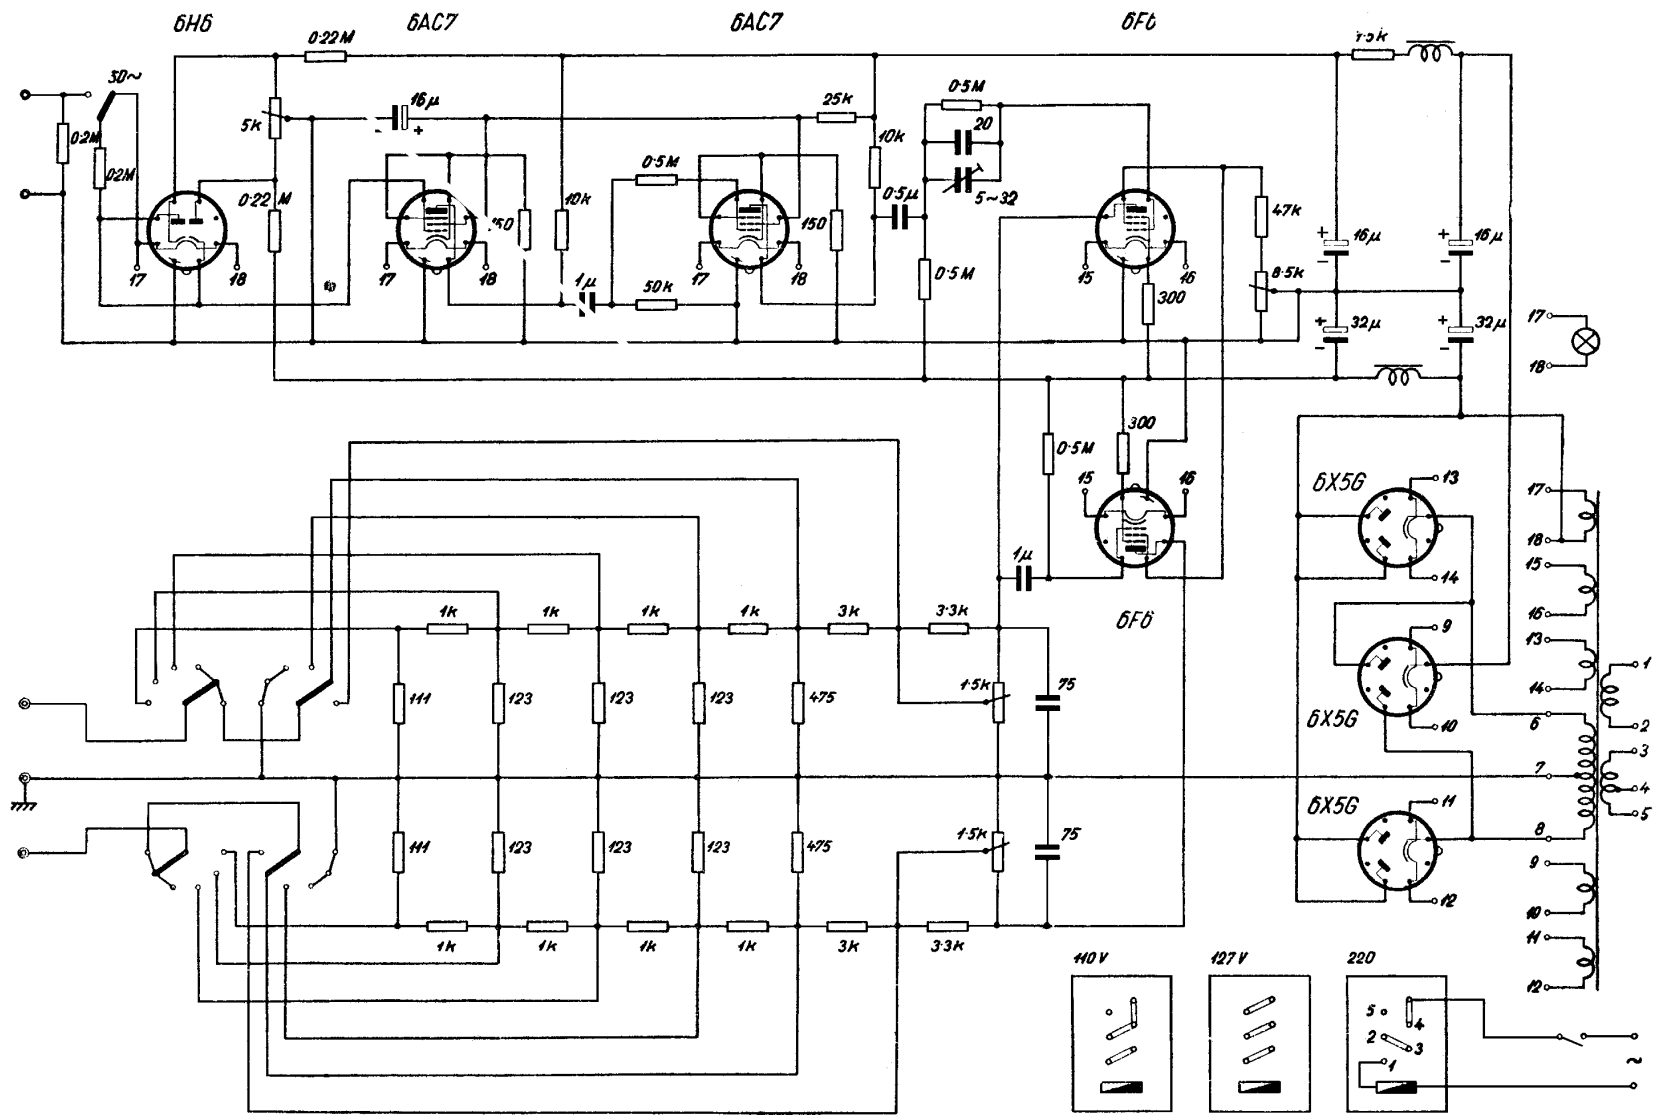 6H6 6AC7 6AC7 6F6
0·22M
30~
16µ
- +
5k
25k
0·5M
20
5~32
10k
0·5µ
0·2M
0·2M
0·22M
0·5M
10k
150
47k
+ 16µ -
+ 16µ -
17 18 17 18 17 18 15 16
1µ
50k
0·5M
300
8·5k
+ 32µ -
+ 32µ -
17
18
300
0·5M
15 16
6X5G
13
17
18
14
1µ
15
6F6
16
1k 1k 1k 1k 3k 3·3k
9
13
111 123 123 123 475 1·5k 75
14
1
6X5G
10
6
2
3
7
4
6X5G
11
5
8
111 123 123 123 475 1·5k 75
9
12
10
1k 1k 1k 1k 3k 3·3k
11
110V 127V 220
12
5
4
2
3
1
~